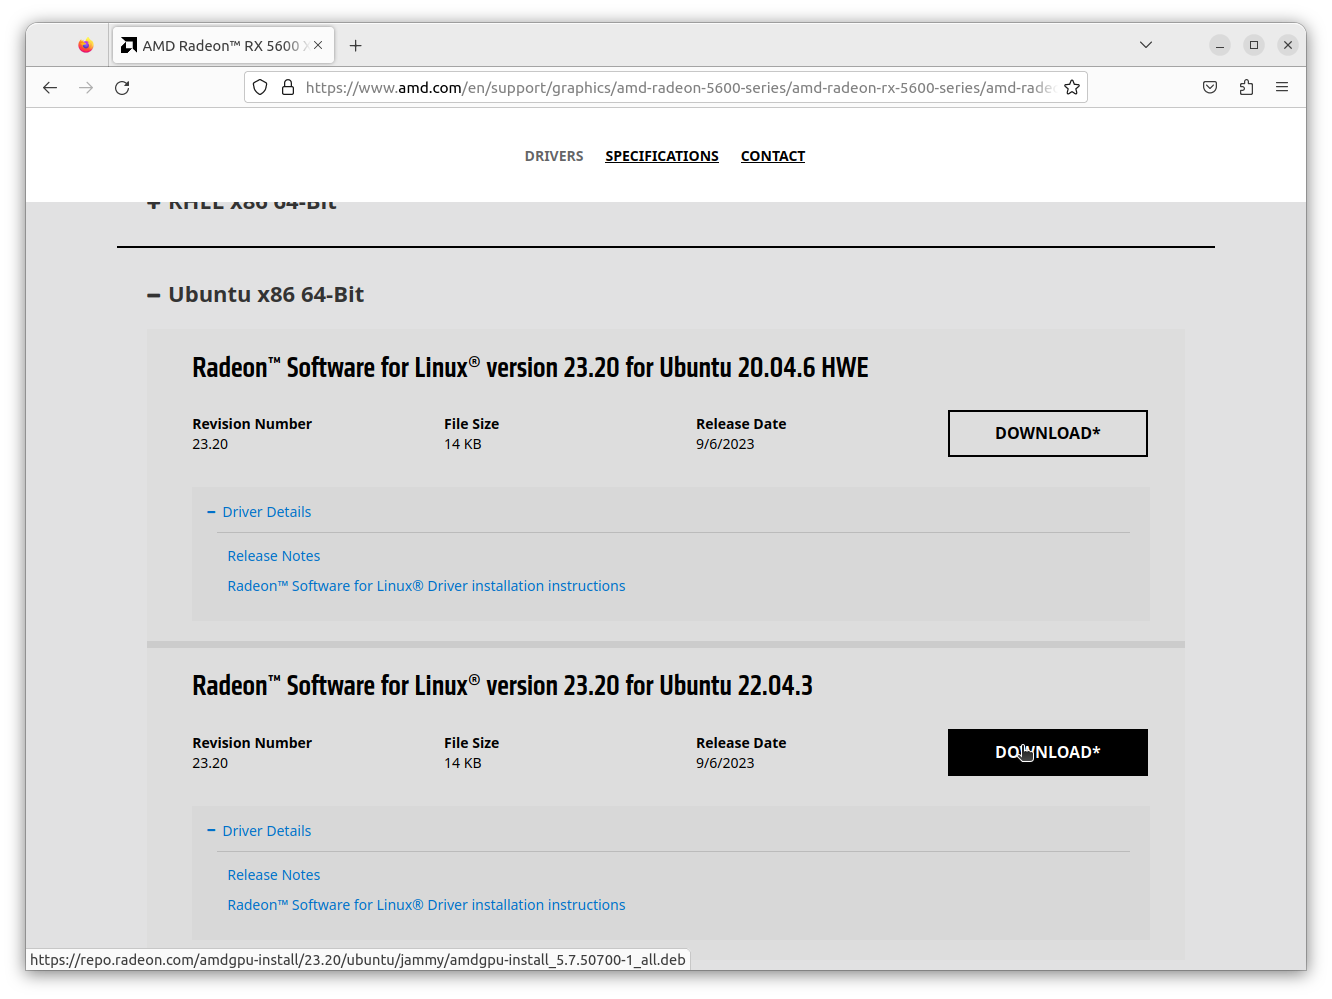 AMD Radeon™ RX 5600 X
https://www.amd.com/en/support/graphics/amd-radeon-5600-series/amd-radeon-rx-5600-series/amd-rade
DRIVERS SPECIFICATIONS CONTACT
+ RHEL x86 64-Bit
− Ubuntu x86 64-Bit
Radeon™ Software for Linux® version 23.20 for Ubuntu 20.04.6 HWE
Revision Number File Size Release Date
23.20 14 KB 9/6/2023
DOWNLOAD*
− Driver Details
Release Notes
Radeon™ Software for Linux® Driver installation instructions
Radeon™ Software for Linux® version 23.20 for Ubuntu 22.04.3
Revision Number File Size Release Date
23.20 14 KB 9/6/2023
DOWNLOAD*
− Driver Details
Release Notes
Radeon™ Software for Linux® Driver installation instructions
https://repo.radeon.com/amdgpu-install/23.20/ubuntu/jammy/amdgpu-install_5.7.50700-1_all.deb